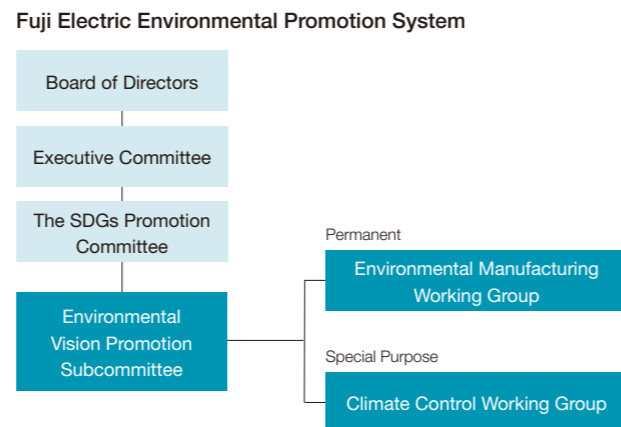 Fuji Electric Environmental Promotion System
Board of Directors
Executive Committee
The SDGs Promotion
Committee
Environmental
Vision Promotion
Subcommittee
Permanent
Environmental Manufacturing
Working Group
Special Purpose
Climate Control Working Group